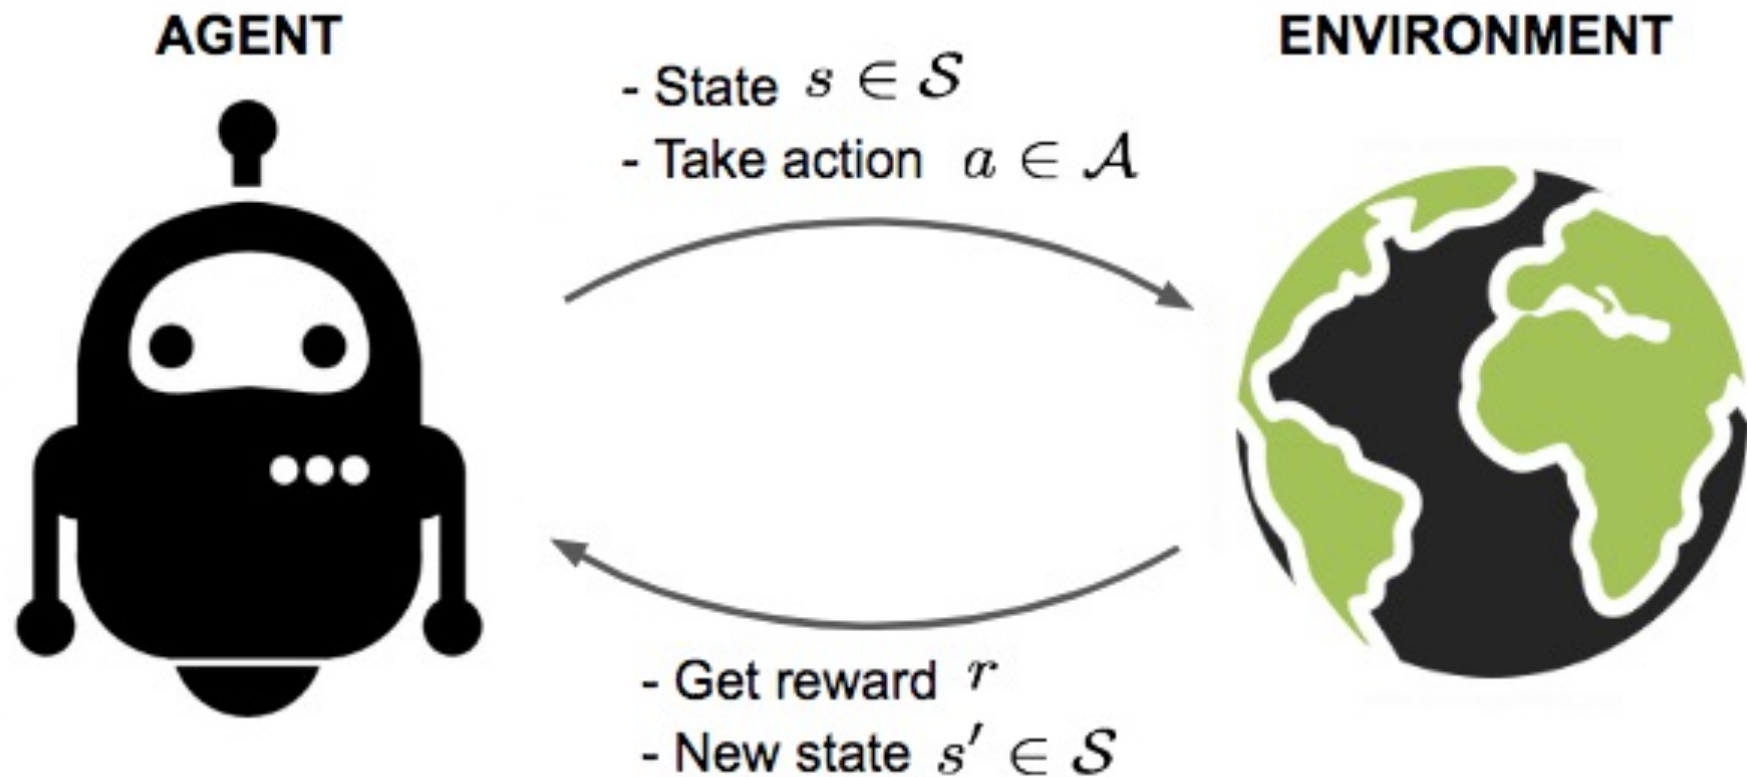 AGENT
ENVIRONMENT
- State s ∈ 𝒮
- Take action a ∈ 𝒜
- Get reward r
- New state s′ ∈ 𝒮